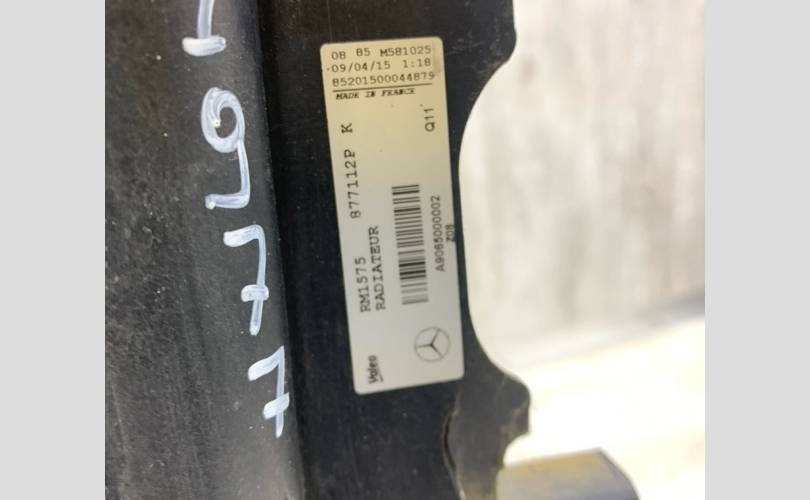 08 85 M581025
09/04/15 1:18
85201500044879
MADE IN FRANCE
877112P K
Q11
RM1575
RADIATEUR
A9065000002
Z08
Valeo